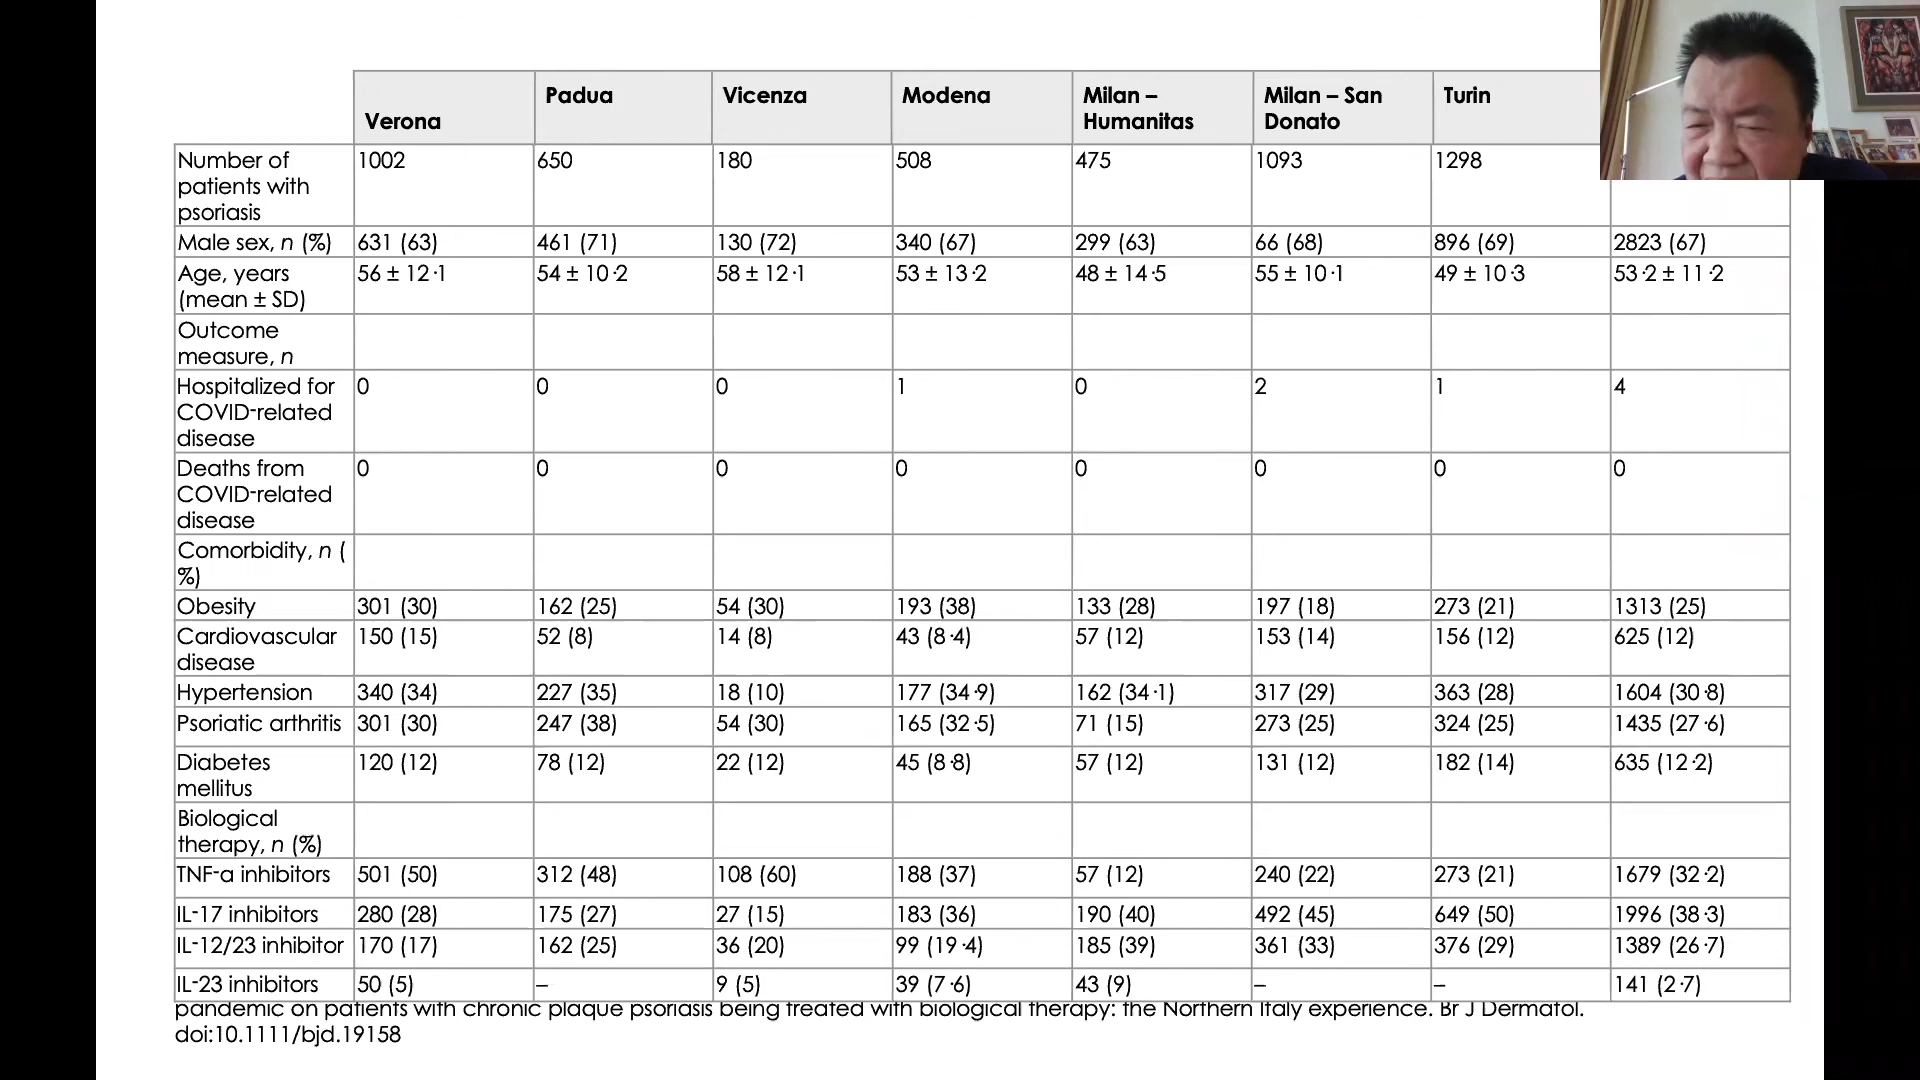 Verona Padua Vicenza Modena Milan – Humanitas Milan – San Donato Turin
Number of patients with psoriasis 1002 650 180 508 475 1093 1298
Male sex, n (%) 631 (63) 461 (71) 130 (72) 340 (67) 299 (63) 66 (68) 896 (69) 2823 (67)
Age, years (mean ± SD) 56 ± 12·1 54 ± 10·2 58 ± 12·1 53 ± 13·2 48 ± 14·5 55 ± 10·1 49 ± 10·3 53·2 ± 11·2
Outcome measure, n
Hospitalized for COVID-related disease 0 0 0 1 0 2 1 4
Deaths from COVID-related disease 0 0 0 0 0 0 0 0
Comorbidity, n (%)
Obesity 301 (30) 162 (25) 54 (30) 193 (38) 133 (28) 197 (18) 273 (21) 1313 (25)
Cardiovascular disease 150 (15) 52 (8) 14 (8) 43 (8·4) 57 (12) 153 (14) 156 (12) 625 (12)
Hypertension 340 (34) 227 (35) 18 (10) 177 (34·9) 162 (34·1) 317 (29) 363 (28) 1604 (30·8)
Psoriatic arthritis 301 (30) 247 (38) 54 (30) 165 (32·5) 71 (15) 273 (25) 324 (25) 1435 (27·6)
Diabetes mellitus 120 (12) 78 (12) 22 (12) 45 (8·8) 57 (12) 131 (12) 182 (14) 635 (12·2)
Biological therapy, n (%)
TNF-α inhibitors 501 (50) 312 (48) 108 (60) 188 (37) 57 (12) 240 (22) 273 (21) 1679 (32·2)
IL-17 inhibitors 280 (28) 175 (27) 27 (15) 183 (36) 190 (40) 492 (45) 649 (50) 1996 (38·3)
IL-12/23 inhibitor 170 (17) 162 (25) 36 (20) 99 (19·4) 185 (39) 361 (33) 376 (29) 1389 (26·7)
IL-23 inhibitors 50 (5) – 9 (5) 39 (7·6) 43 (9) – – 141 (2·7)
pandemic on patients with chronic plaque psoriasis being treated with biological therapy: the Northern Italy experience. Br J Dermatol.
doi:10.1111/bjd.19158